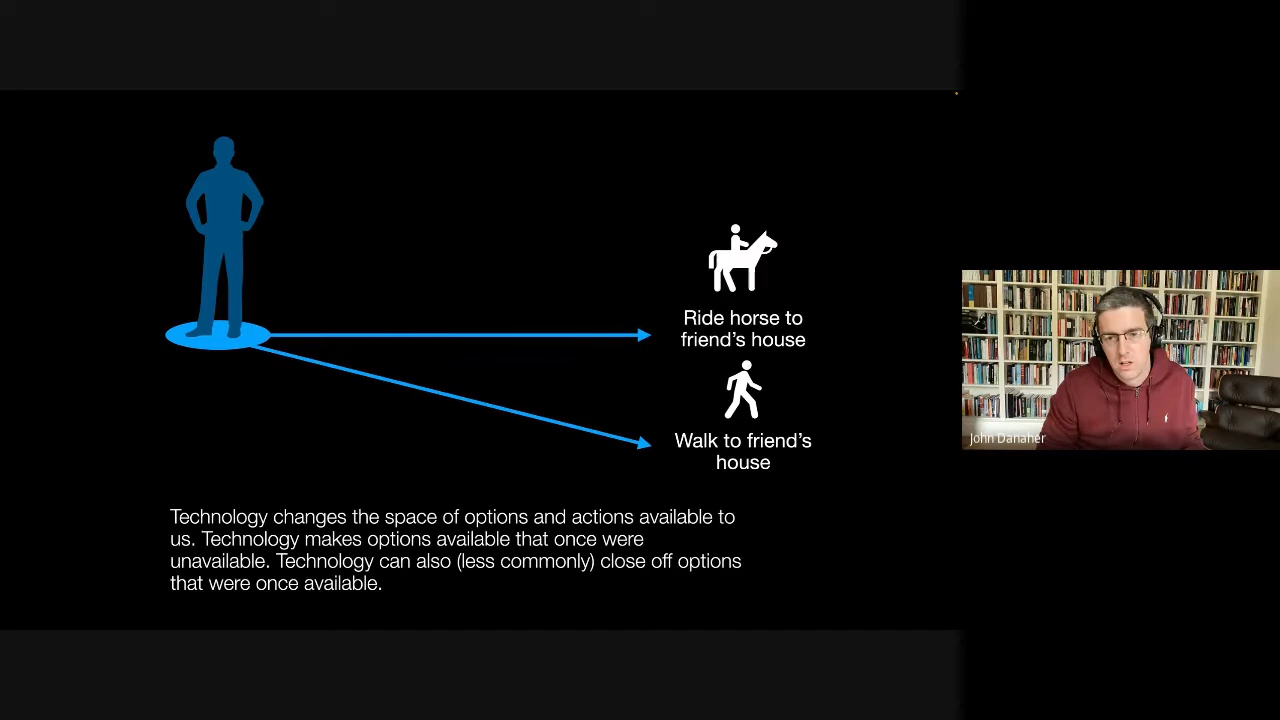 Ride horse to
friend's house
Walk to friend's
house
Technology changes the space of options and actions available to
us. Technology makes options available that once were
unavailable. Technology can also (less commonly) close off options
that were once available.
John Danaher